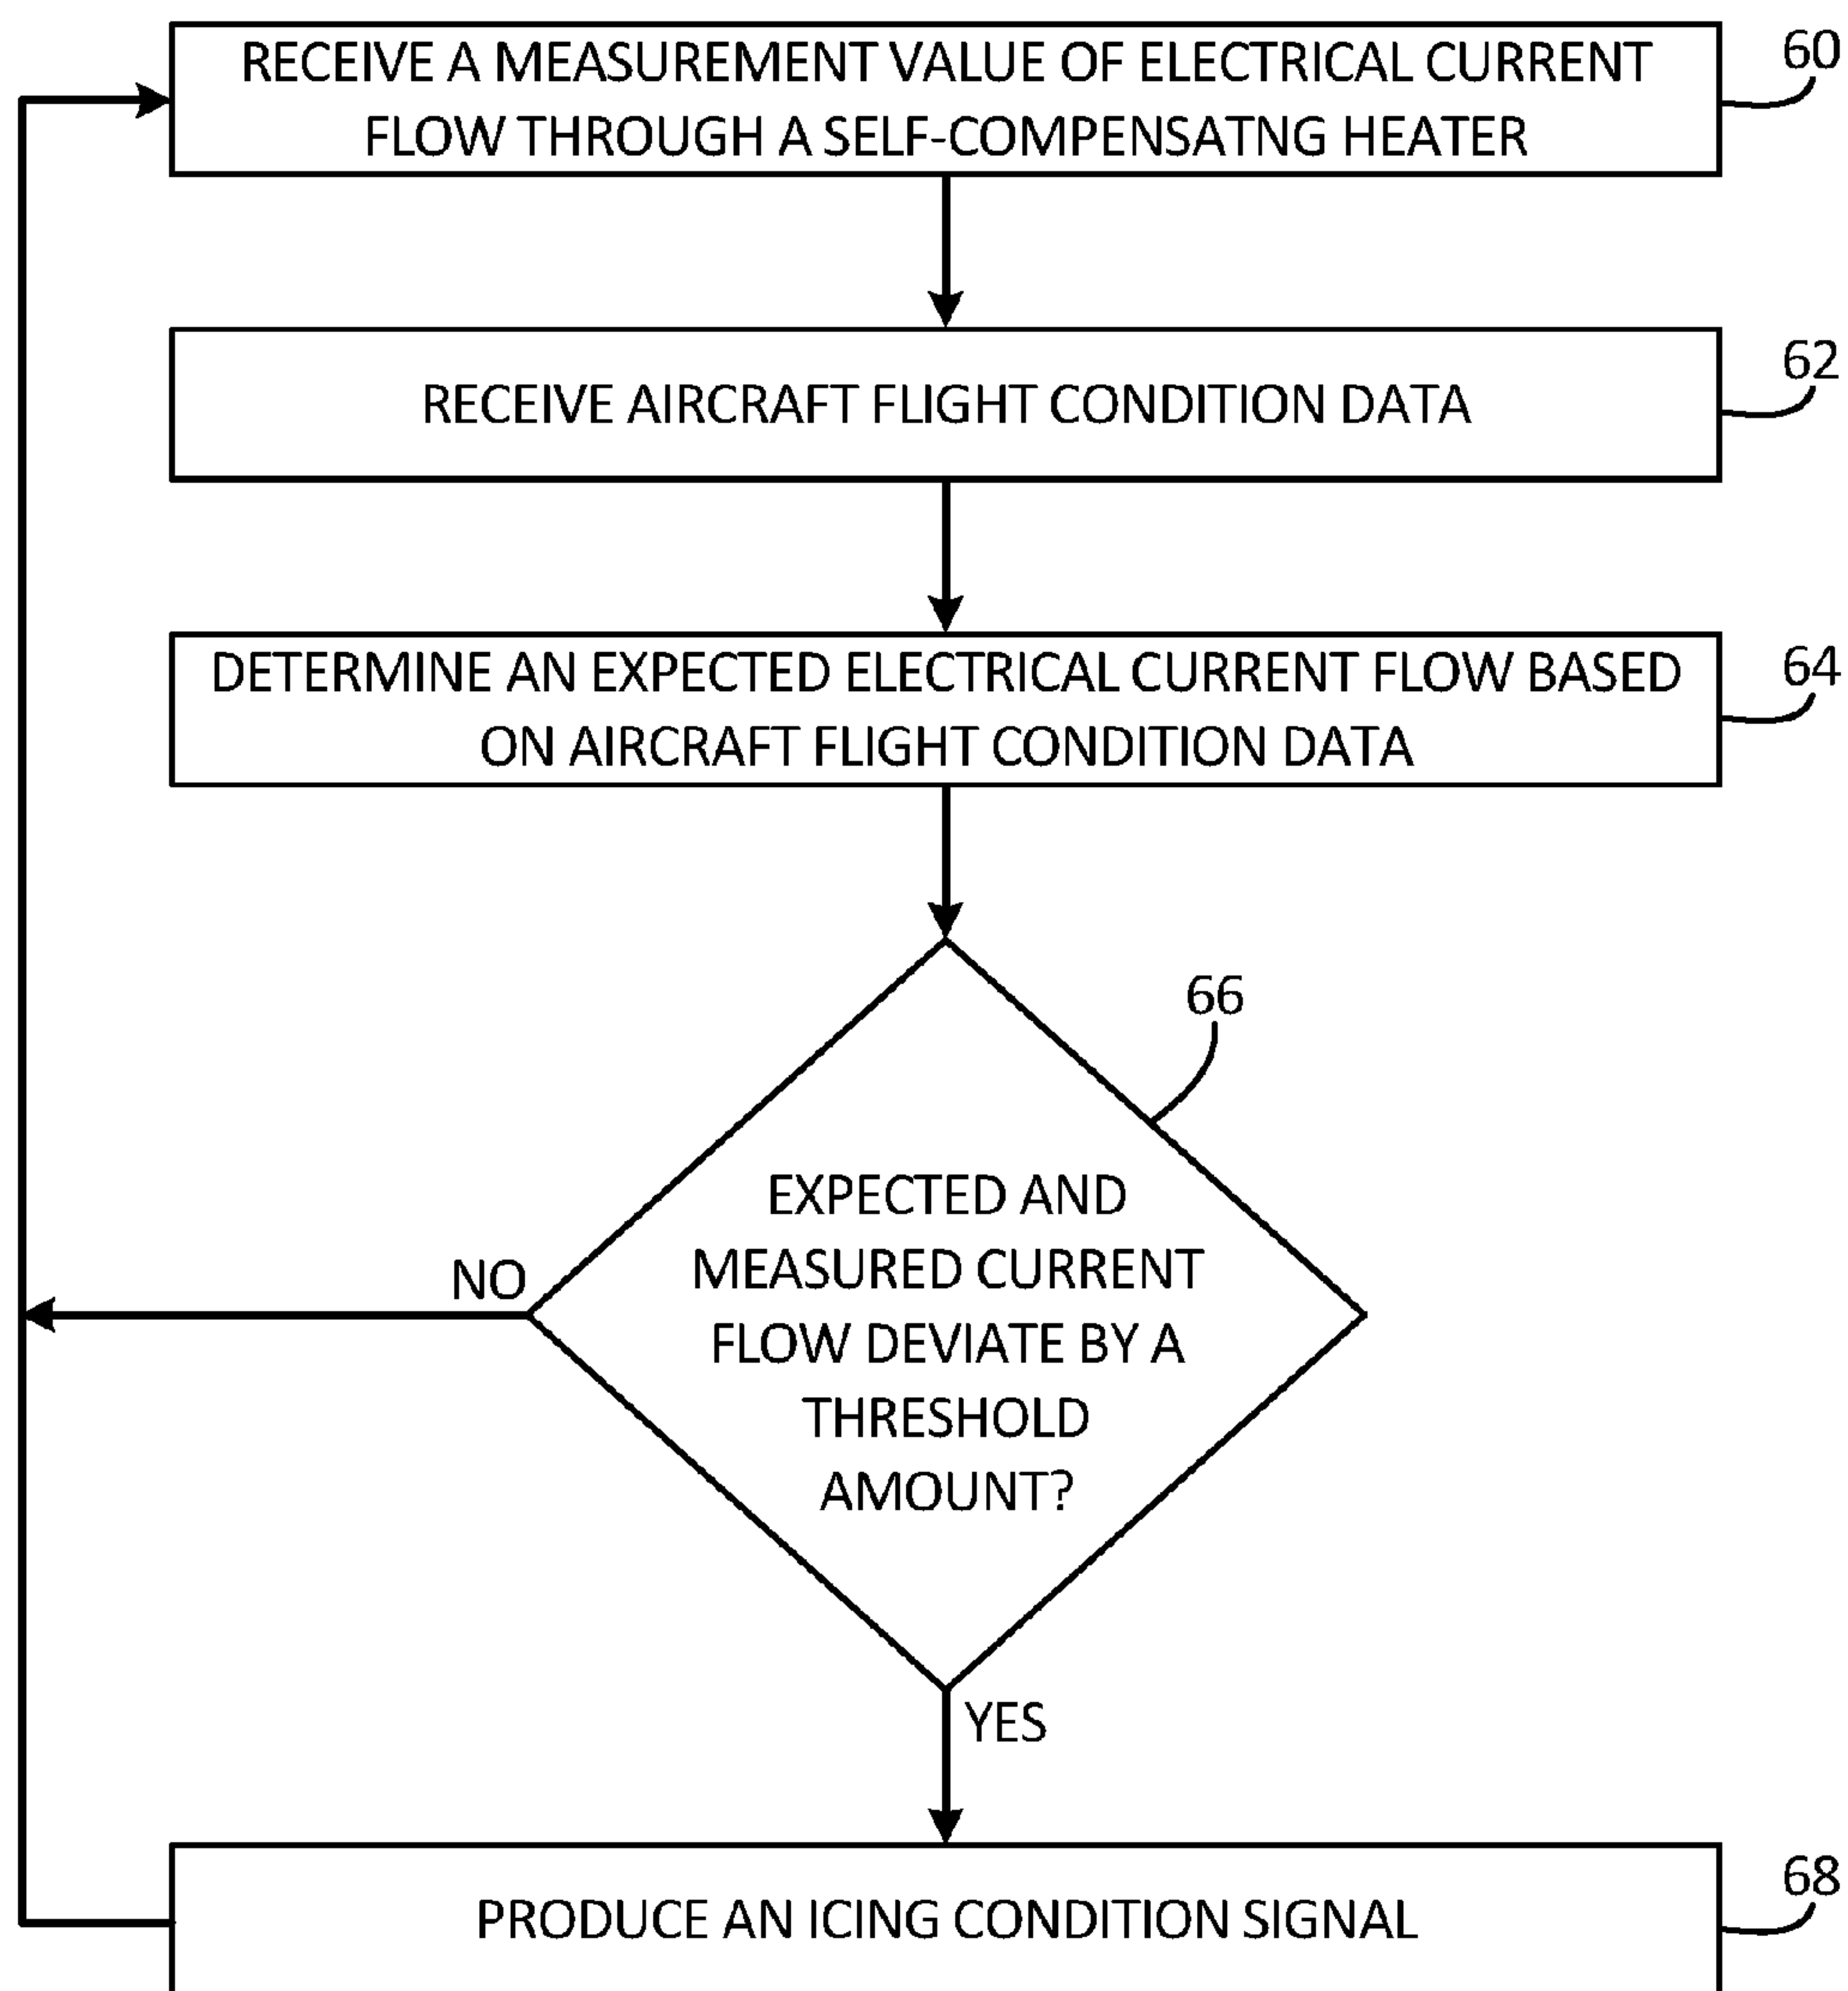 RECEIVE A MEASUREMENT VALUE OF ELECTRICAL CURRENT
FLOW THROUGH A SELF-COMPENSATNG HEATER
60
RECEIVE AIRCRAFT FLIGHT CONDITION DATA
62
DETERMINE AN EXPECTED ELECTRICAL CURRENT FLOW BASED
ON AIRCRAFT FLIGHT CONDITION DATA
64
66
EXPECTED AND
MEASURED CURRENT
FLOW DEVIATE BY A
THRESHOLD
AMOUNT?
NO
YES
PRODUCE AN ICING CONDITION SIGNAL
68